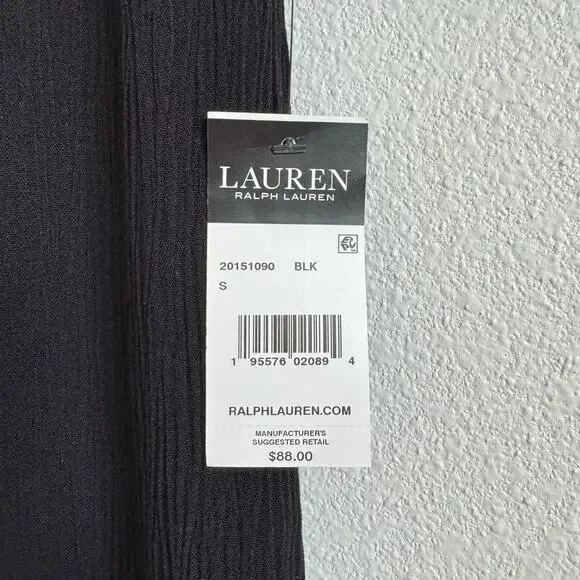 LAUREN
RALPH LAUREN
20151090 BLK
S
1 95576 02089 4
RALPHLAUREN.COM
MANUFACTURER'S
SUGGESTED RETAIL
$88.00